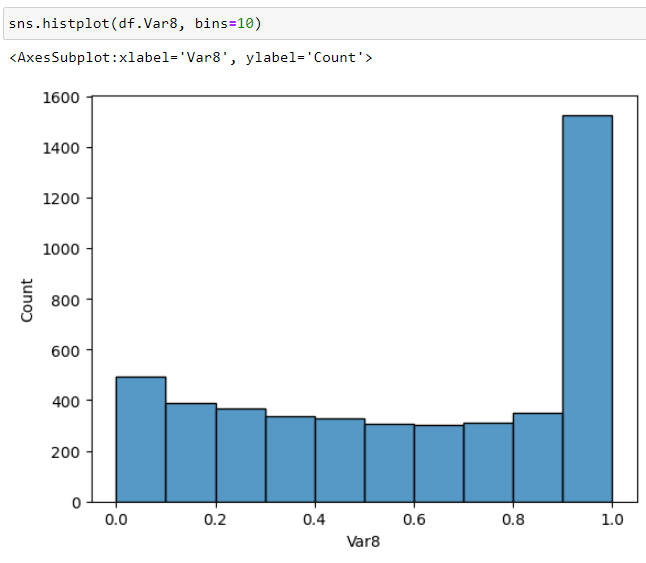 sns.histplot(df.Var8, bins=10)
<AxesSubplot:xlabel='Var8', ylabel='Count'>
1600
1400
1200
1000
800
600
400
200
0
Count
0.0 0.2 0.4 0.6 0.8 1.0
Var8